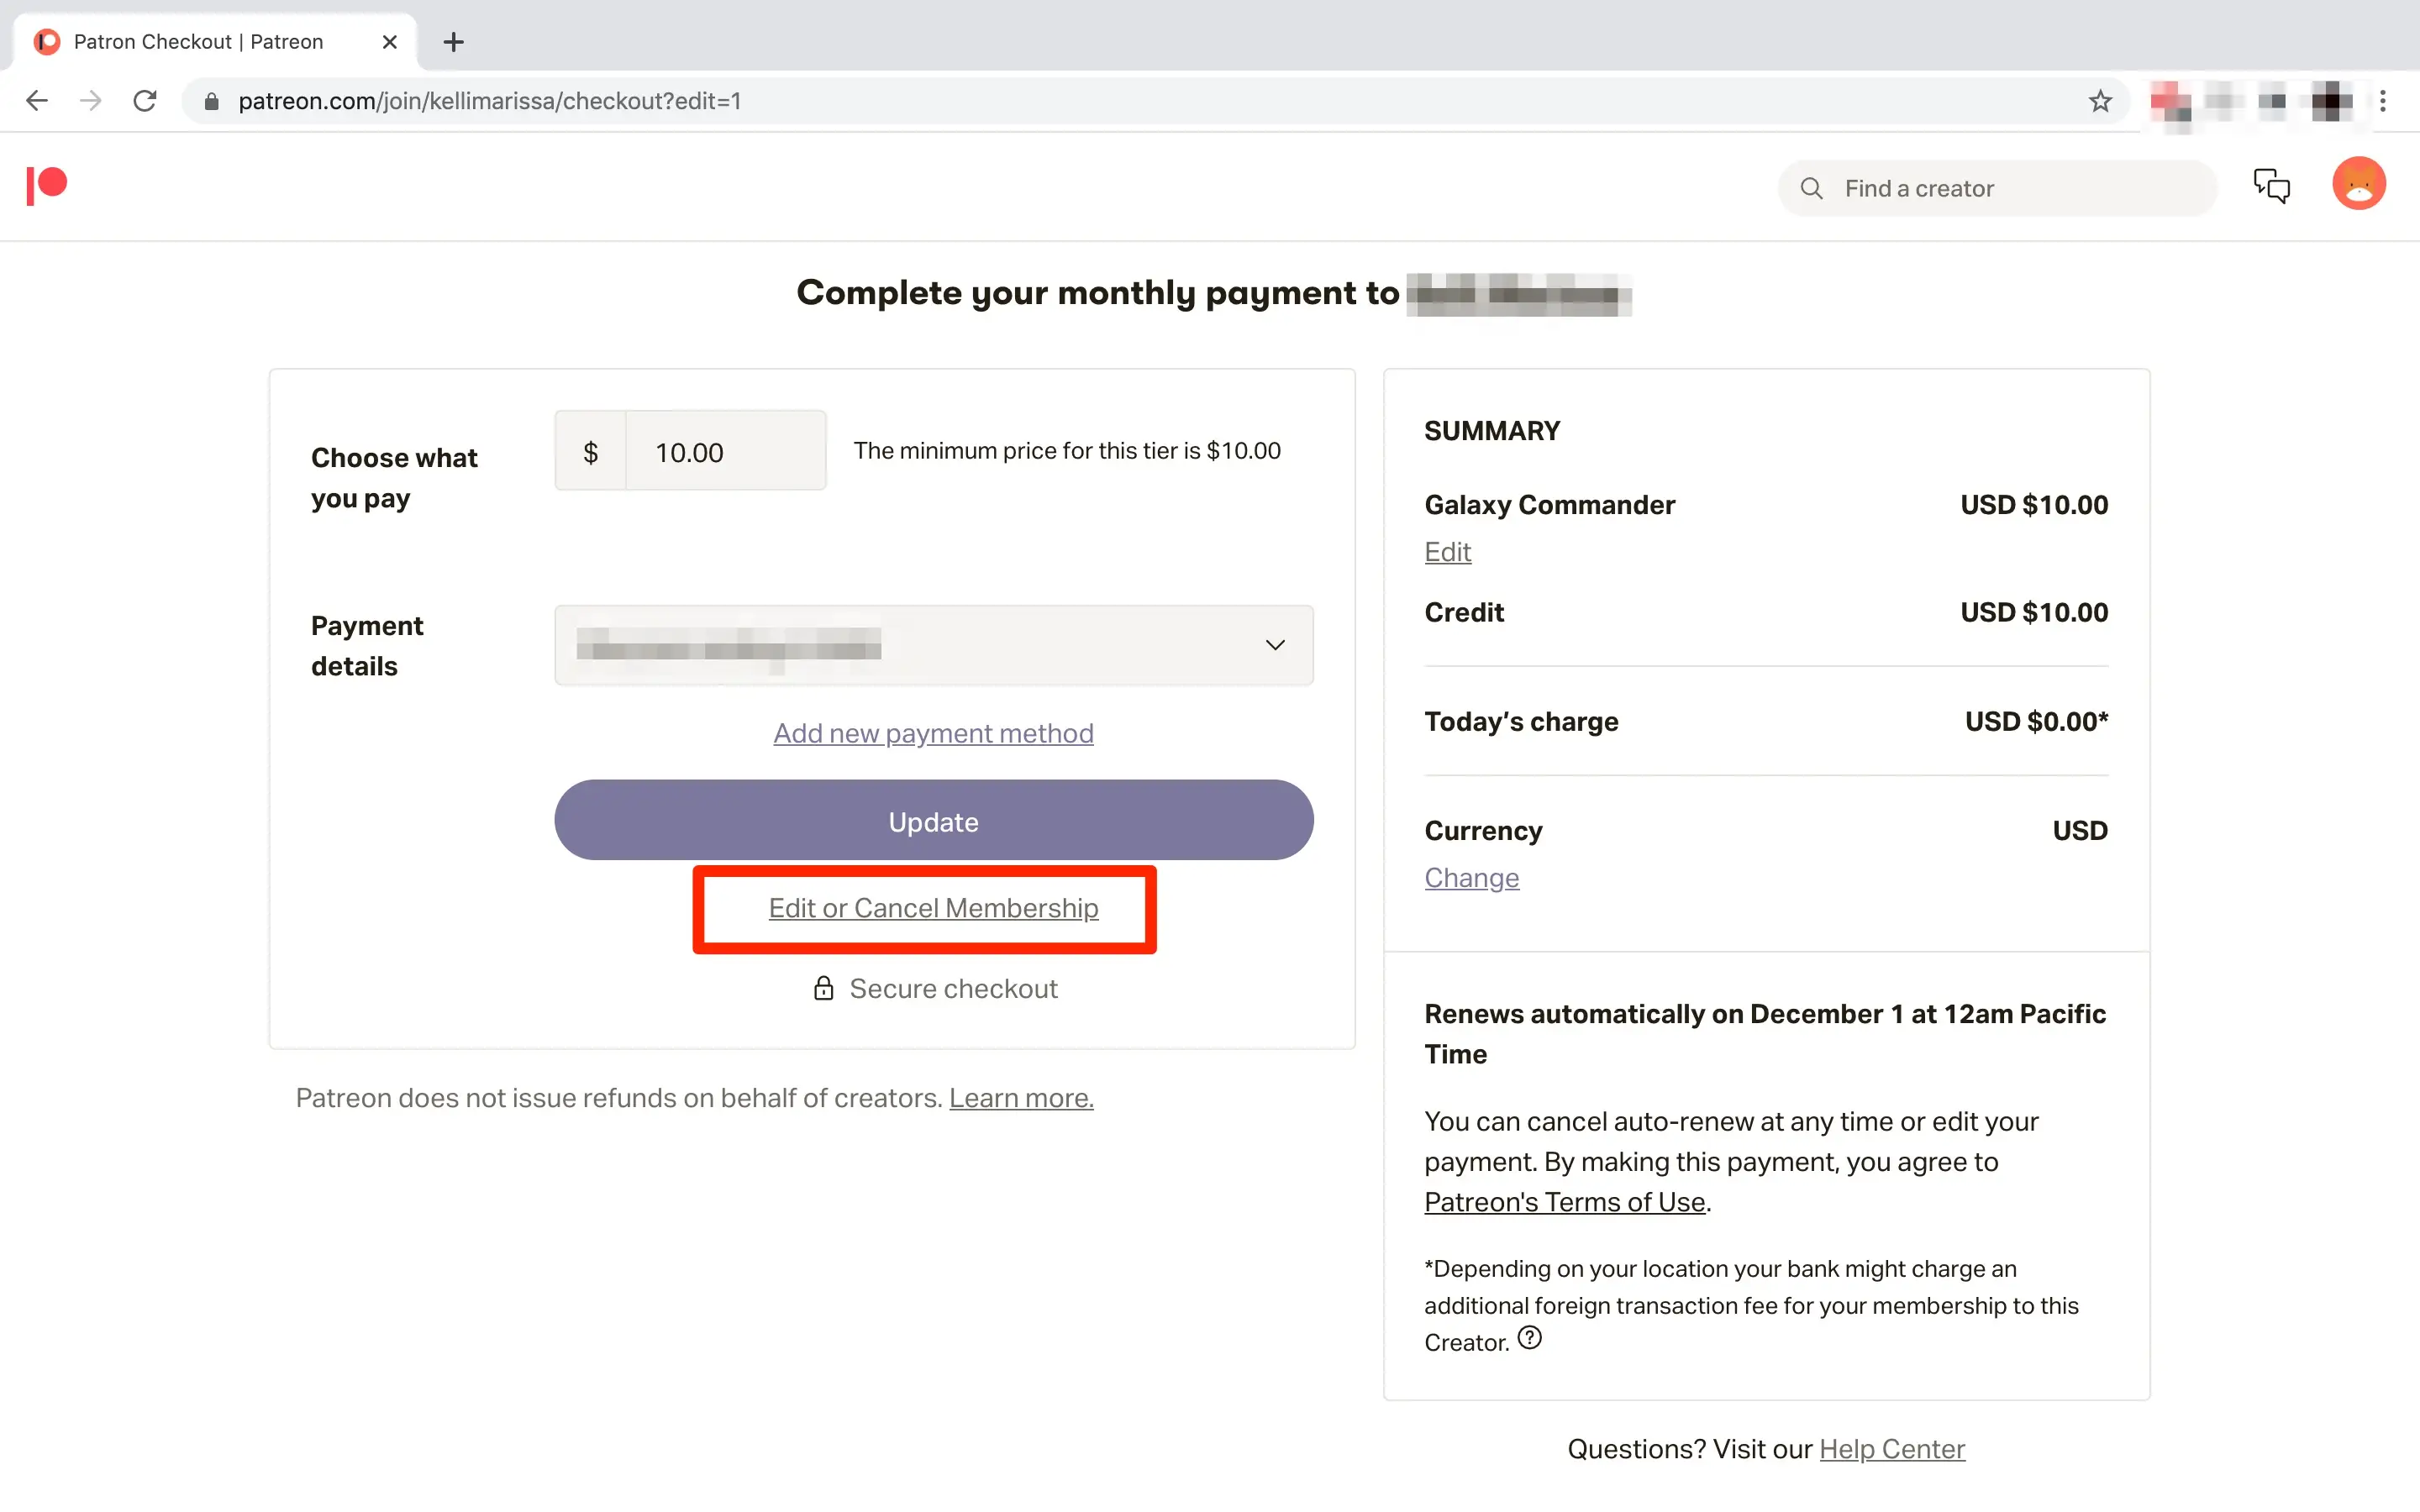 Patron Checkout | Patreon
patreon.com/join/kellimarissa/checkout?edit=1
Find a creator
Complete your monthly payment to
Choose what
you pay
$ 10.00
The minimum price for this tier is $10.00
Payment
details
Add new payment method
Update
Edit or Cancel Membership
Secure checkout
Patreon does not issue refunds on behalf of creators. Learn more.
SUMMARY
Galaxy Commander USD $10.00
Edit
Credit USD $10.00
Today’s charge USD $0.00*
Currency USD
Change
Renews automatically on December 1 at 12am Pacific
Time
You can cancel auto-renew at any time or edit your
payment. By making this payment, you agree to
Patreon's Terms of Use.
*Depending on your location your bank might charge an
additional foreign transaction fee for your membership to this
Creator. ?
Questions? Visit our Help Center